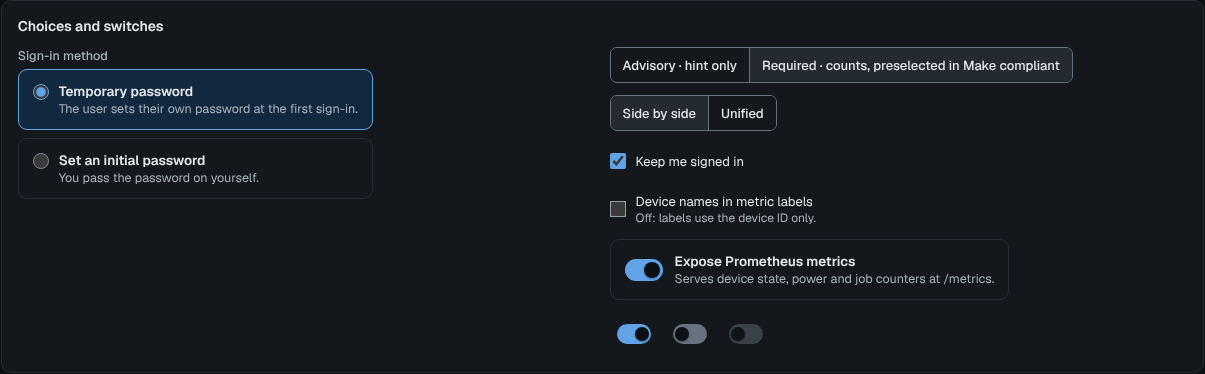 Choices and switches
Sign-in method
Temporary password
The user sets their own password at the first sign-in.
Set an initial password
You pass the password on yourself.
Advisory · hint only
Required · counts, preselected in Make compliant
Side by side
Unified
Keep me signed in
Device names in metric labels
Off: labels use the device ID only.
Expose Prometheus metrics
Serves device state, power and job counters at /metrics.